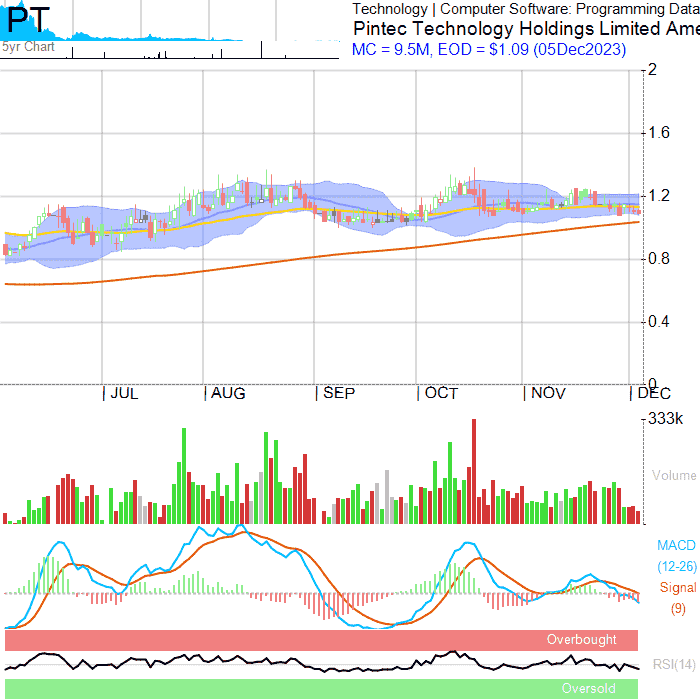 PT
5yr Chart
Technology | Computer Software: Programming Data
Pintec Technology Holdings Limited Ame
MC = 9.5M, EOD = $1.09 (05Dec2023)
2
1.6
1.2
0.8
0.4
0
JUL AUG SEP OCT NOV DEC
333k
Volume
MACD
(12-26)
Signal
(9)
Overbought
RSI(14)
Oversold